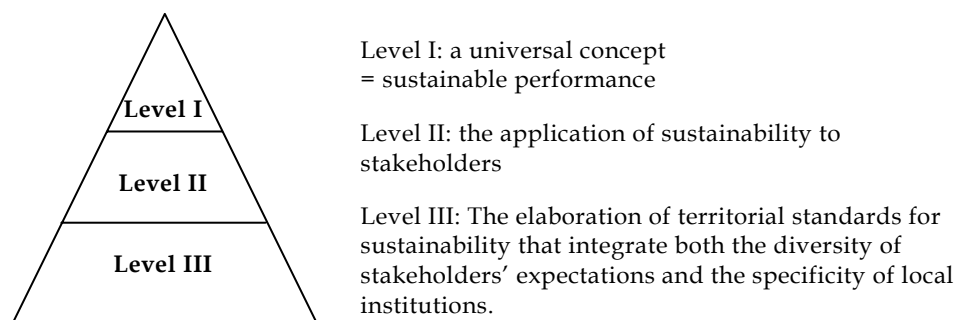 Level I
Level II
Level III
Level I: a universal concept
= sustainable performance
Level II: the application of sustainability to
stakeholders
Level III: The elaboration of territorial standards for
sustainability that integrate both the diversity of
stakeholders’ expectations and the specificity of local
institutions.